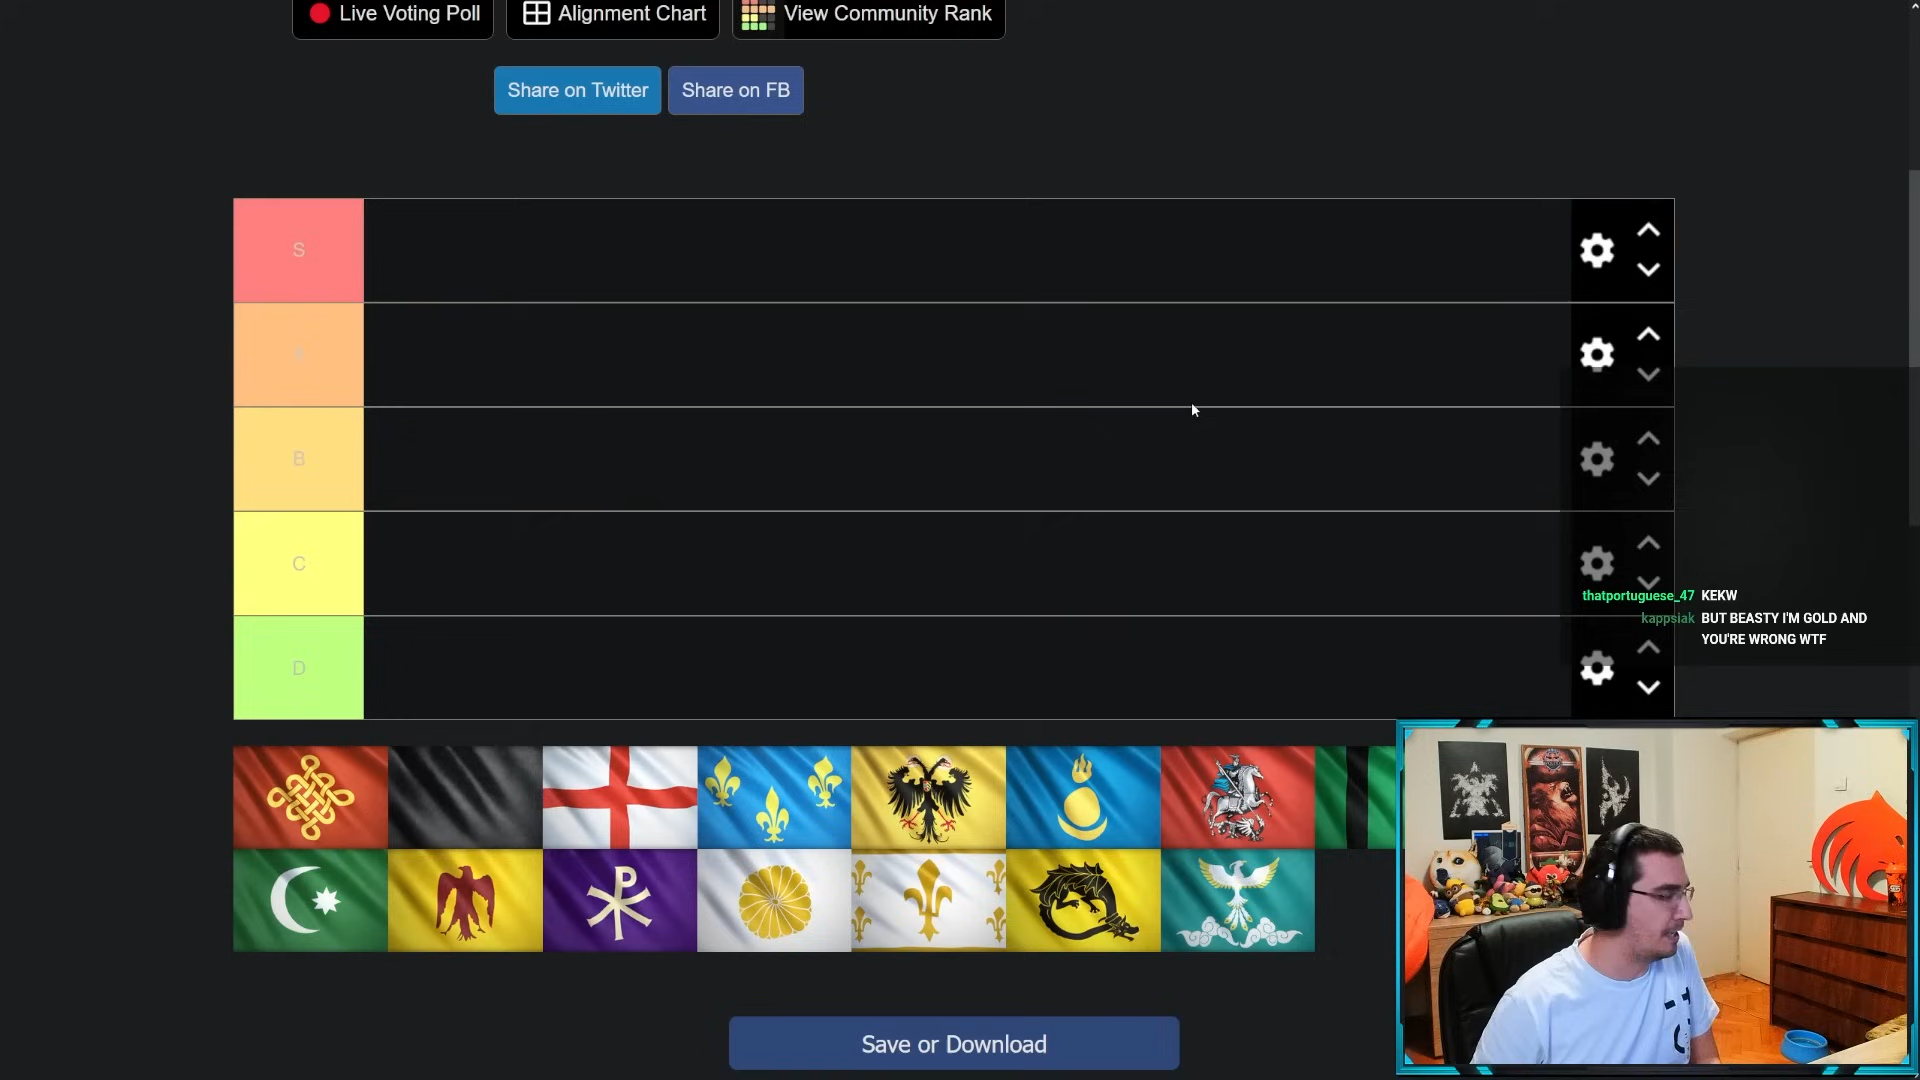 Live Voting Poll
Alignment Chart
View Community Rank
Share on Twitter
Share on FB
S
A
B
C
D
thatportuguese_47 KEKW
kappsiak BUT BEASTY I'M GOLD AND
YOU'RE WRONG WTF
Save or Download